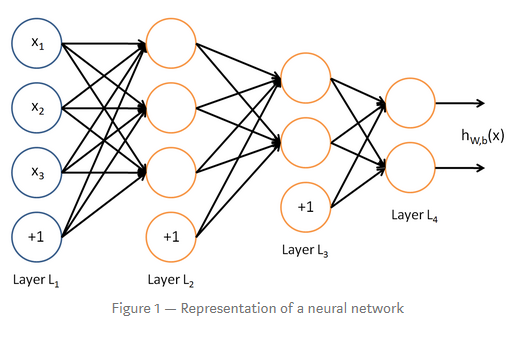 x1
x2
x3
+1
+1
+1
hW,b(x)
Layer L1
Layer L2
Layer L3
Layer L4
Figure 1 — Representation of a neural network